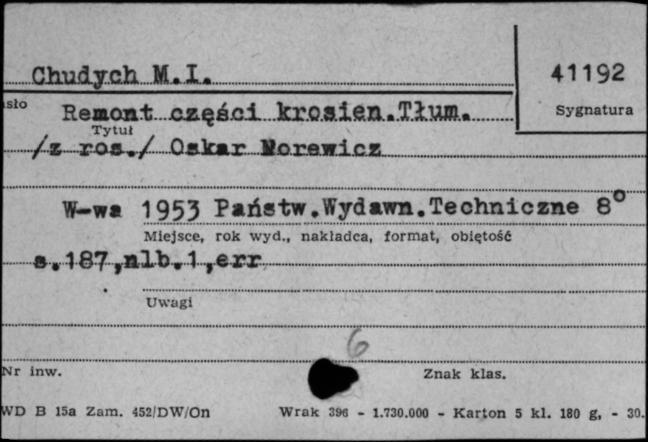 Chudych M.I.
41192
Sygnatura
Remont części krosien.Tłum.
Tytuł
/z ros./ Oskar Norewicz
W-wa 1953 Państw.Wydawn.Techniczne 8°
Miejsce, rok wyd., nakładca, format, objętość
s.187,nlb.1,err
Uwagi
6
Nr inw.
Znak klas.
WD B 15a Zam. 452/DW/On Wrak 396 - 1.730.000 - Karton 5 kl. 180 g, - 30.